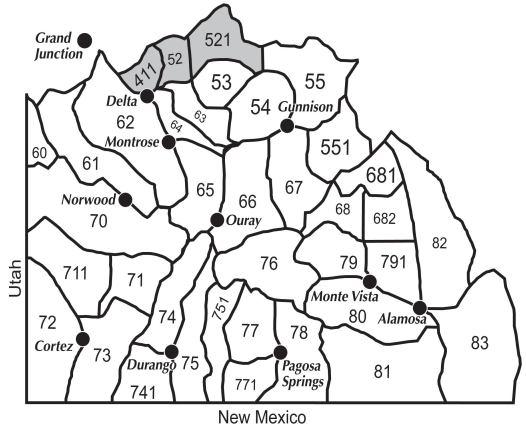 Grand
Junction
521
52
411
53
55
Delta
54
Gunnison
63
62
64
Montrose
551
60
61
681
65
67
Norwood
66
68
682
70
Ouray
82
711
71
76
79
791
Utah
Monte Vista
751
72
74
77
78
80
Alamosa
Cortez
73
Durango
75
Pagosa
Springs
83
741
771
81
New Mexico